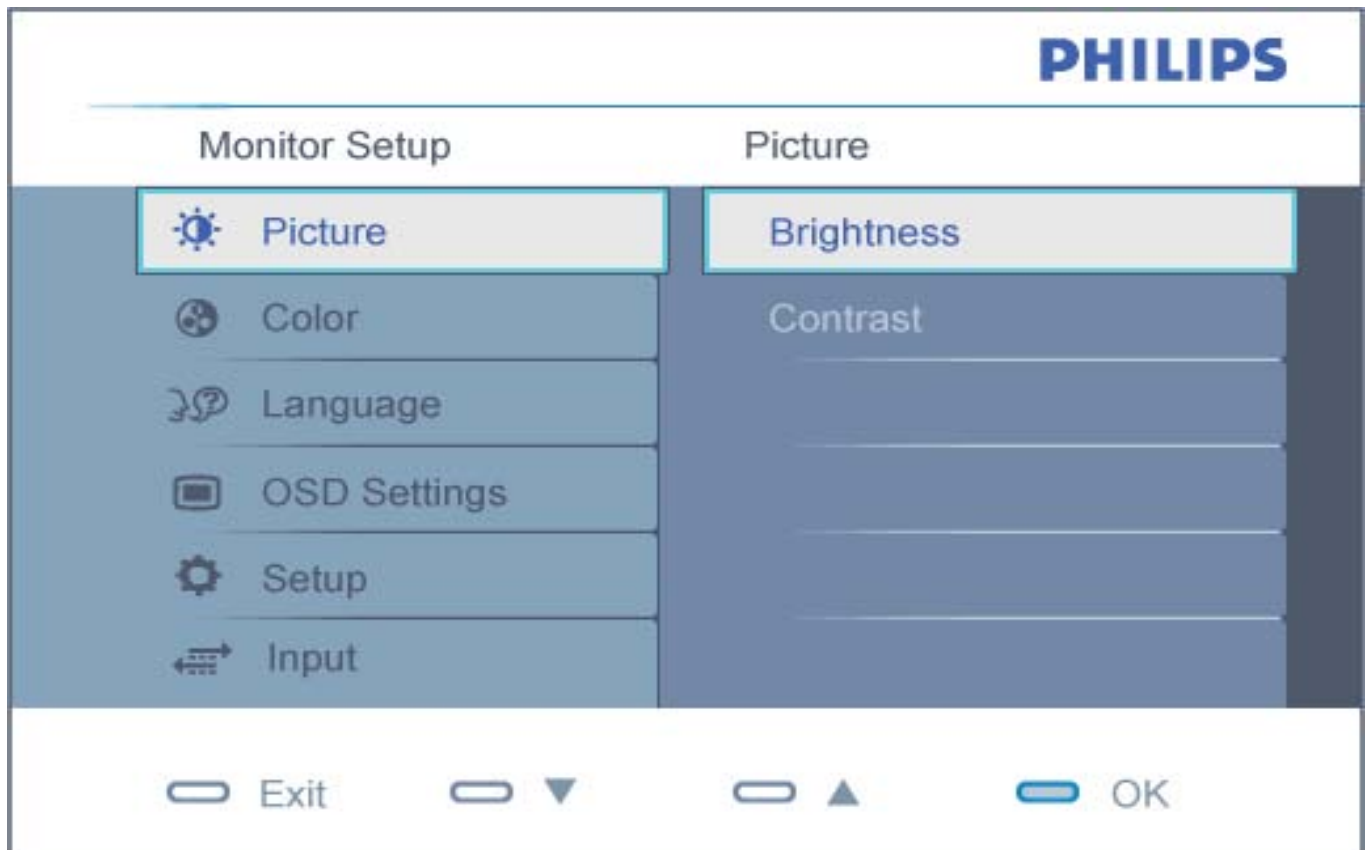 PHILIPS
Monitor Setup
Picture
Picture
Color
Language
OSD Settings
Setup
Input
Brightness
Contrast
Exit
OK